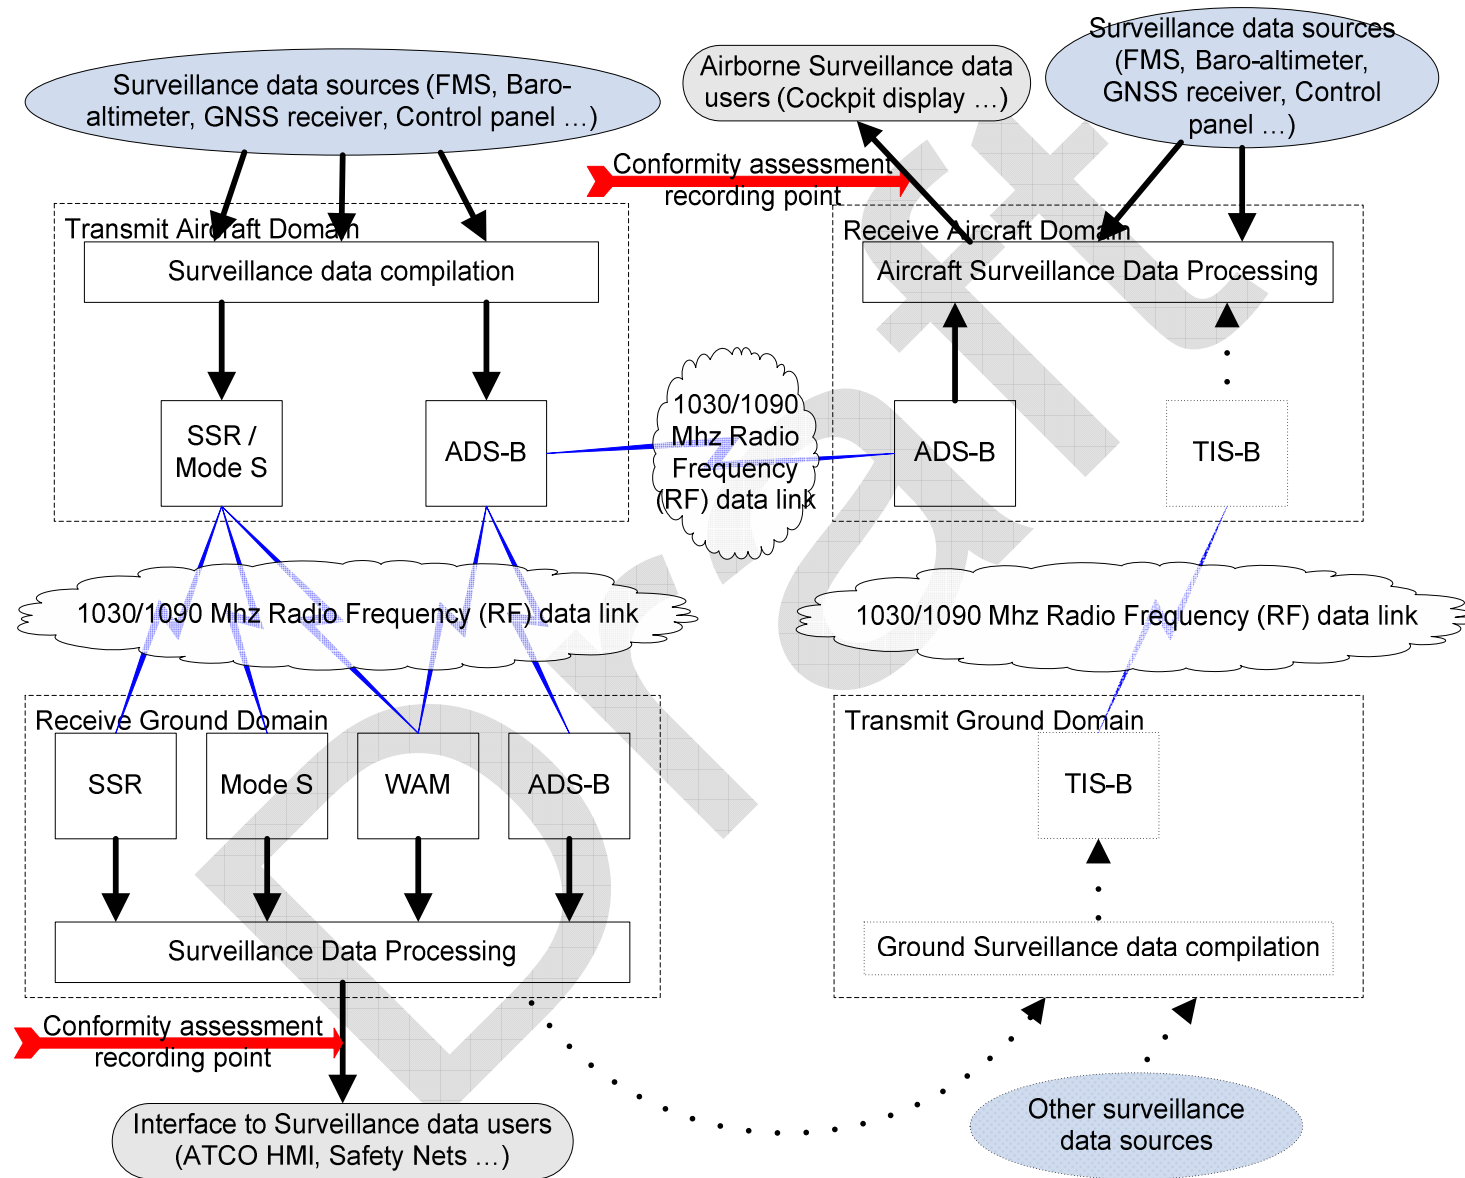 Surveillance data sources (FMS, Baro-
altimeter, GNSS receiver, Control panel …)
Airborne Surveillance data
users (Cockpit display …)
Surveillance data sources
(FMS, Baro-altimeter,
GNSS receiver, Control
panel …)
Conformity assessment
recording point
Transmit Aircraft Domain
Surveillance data compilation
SSR /
Mode S
ADS-B
1030/1090
Mhz Radio
Frequency
(RF) data link
Receive Aircraft Domain
Aircraft Surveillance Data Processing
ADS-B
TIS-B
1030/1090 Mhz Radio Frequency (RF) data link
1030/1090 Mhz Radio Frequency (RF) data link
Receive Ground Domain
SSR
Mode S
WAM
ADS-B
Surveillance Data Processing
Transmit Ground Domain
TIS-B
Ground Surveillance data compilation
Conformity assessment
recording point
Interface to Surveillance data users
(ATCO HMI, Safety Nets …)
Other surveillance
data sources
Draft